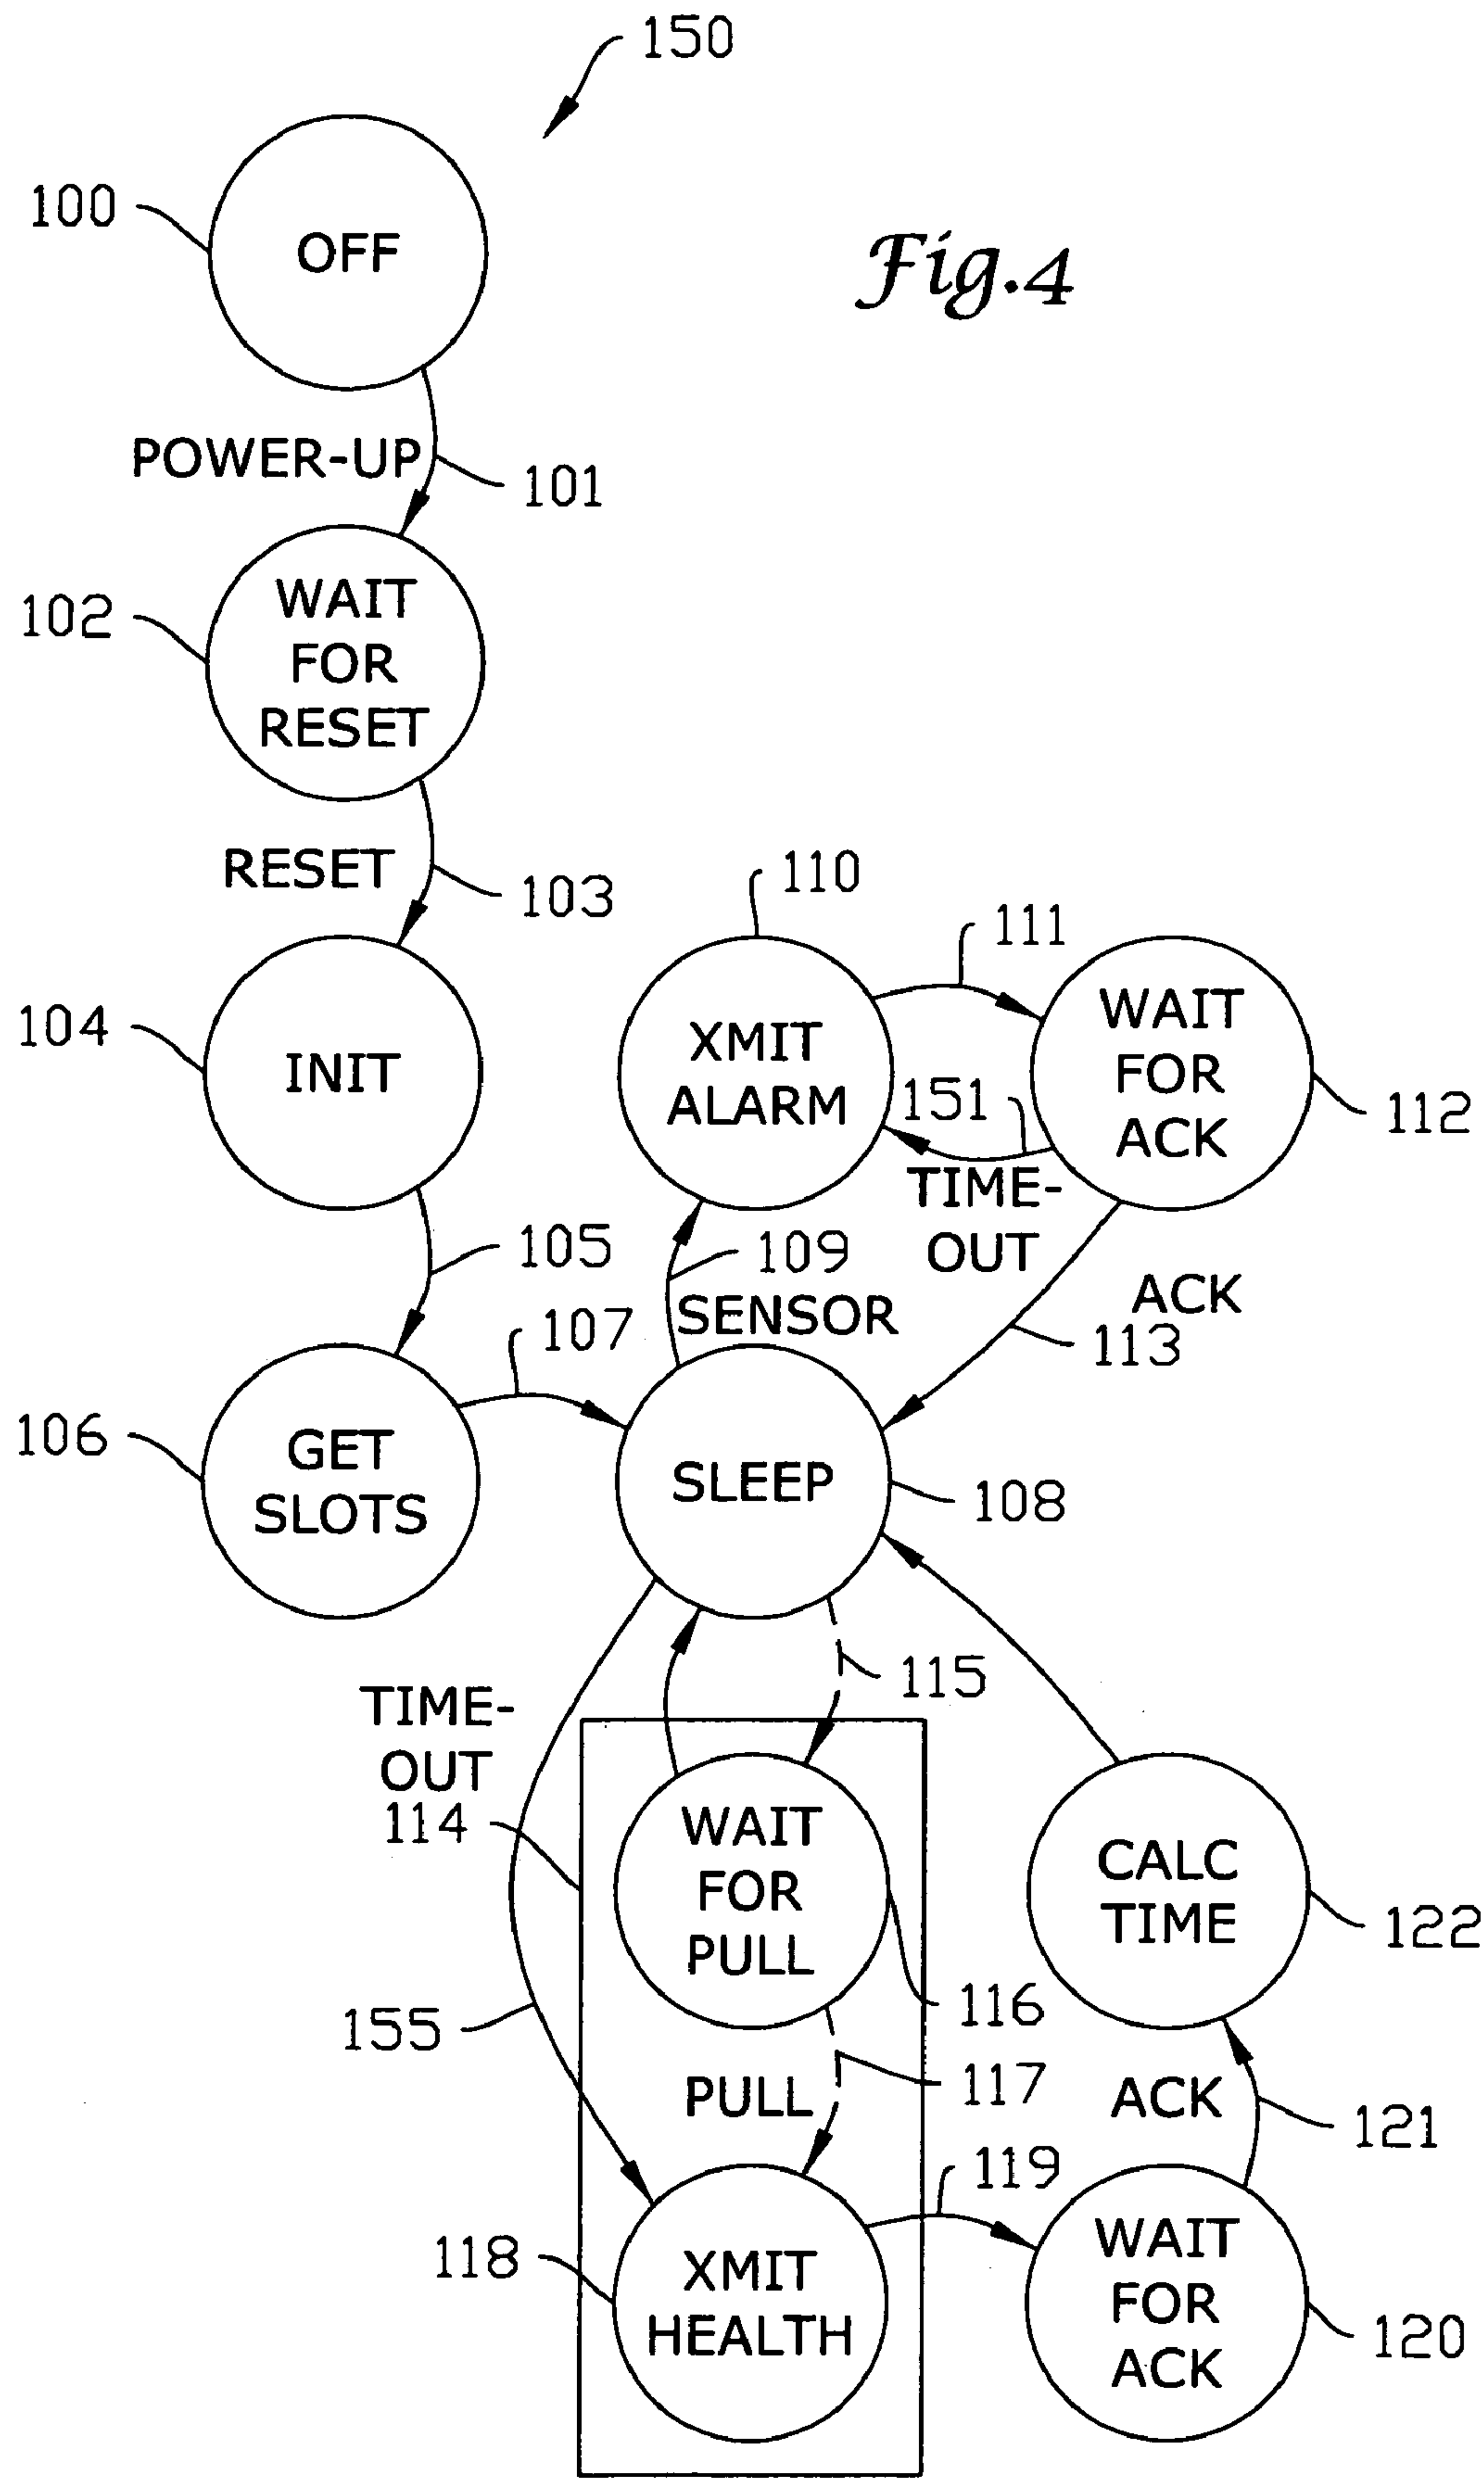 150
100
OFF
Fig.4
POWER-UP
101
102
WAIT
FOR
RESET
RESET
103
110
111
104
INIT
XMIT
ALARM
WAIT
FOR
ACK
151
112
TIME-
OUT
105
109
SENSOR
ACK
113
107
106
GET
SLOTS
SLEEP
108
115
TIME-
OUT
114
WAIT
FOR
PULL
CALC
TIME
122
116
155
PULL
117
ACK
121
119
118
XMIT
HEALTH
WAIT
FOR
ACK
120